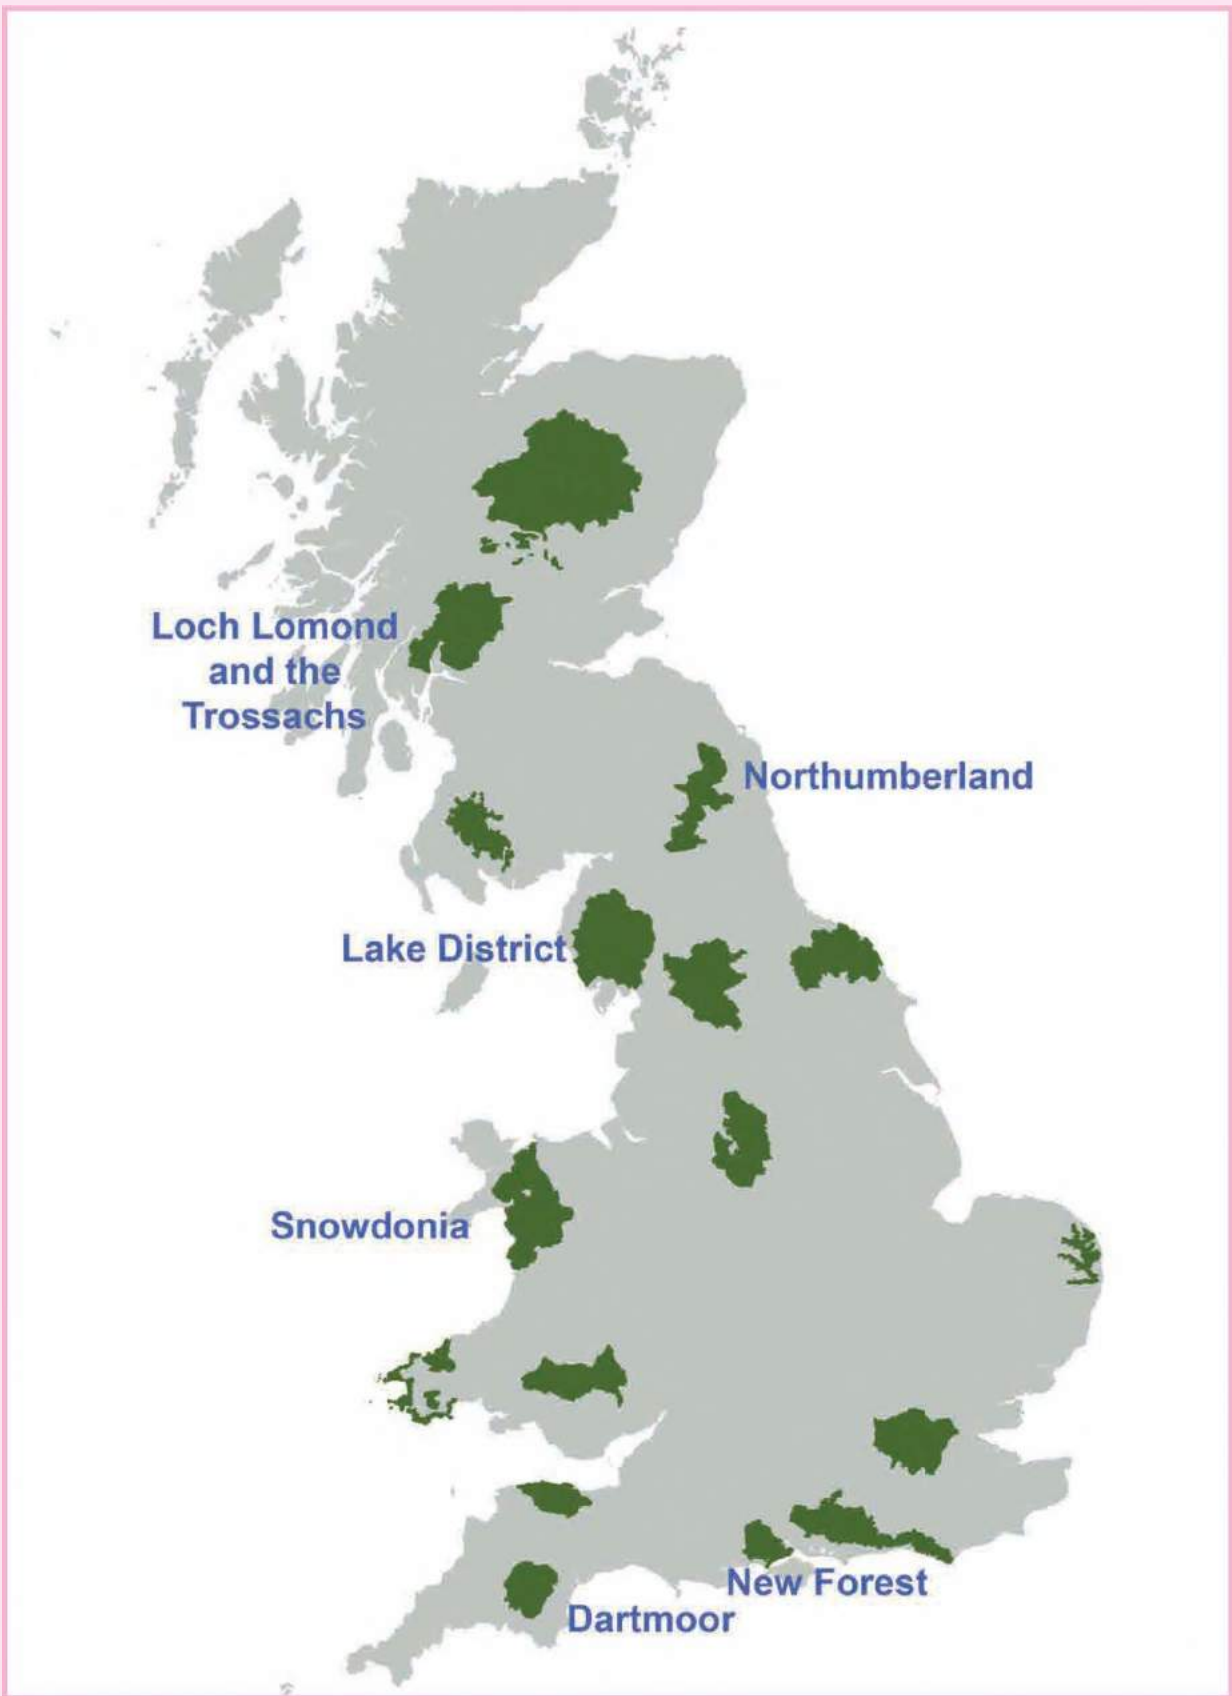 Loch Lomond
and the
Trossachs
Northumberland
Lake District
Snowdonia
New Forest
Dartmoor